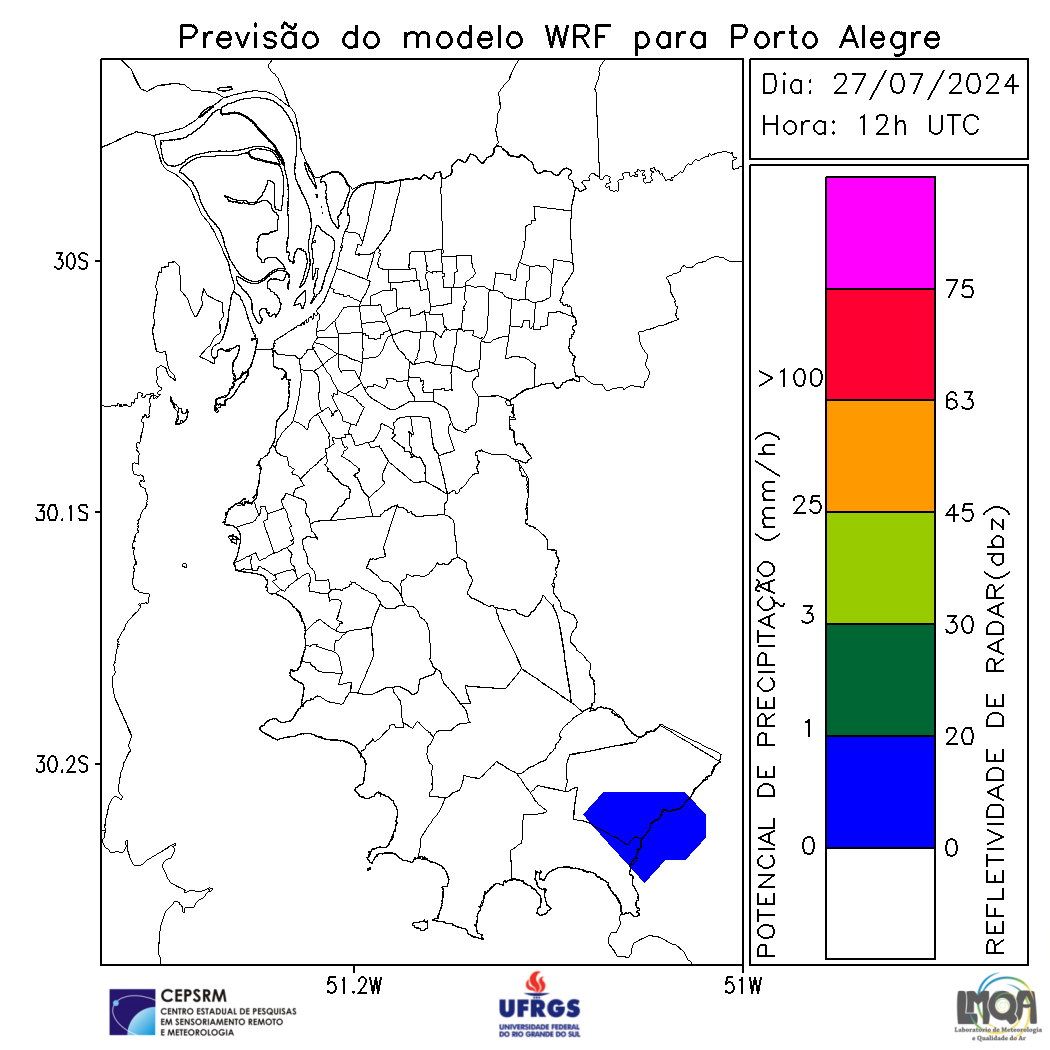 Previsão do modelo WRF para Porto Alegre
Dia: 27/07/2024
Hora: 12h UTC
30S
30.1S
30.2S
51.2W
51W
POTENCIAL DE PRECIPITAÇÃO (mm/h)
>100
25
3
1
0
75
63
45
30
20
0
REFLETIVIDADE DE RADAR(dbz)
CEPSRM
CENTRO ESTADUAL DE PESQUISAS
EM SENSORIAMENTO REMOTO
E METEOROLOGIA
UFRGS
UNIVERSIDADE FEDERAL
DO RIO GRANDE DO SUL
LMQA
Laboratório de Meteorologia
e Qualidade do Ar